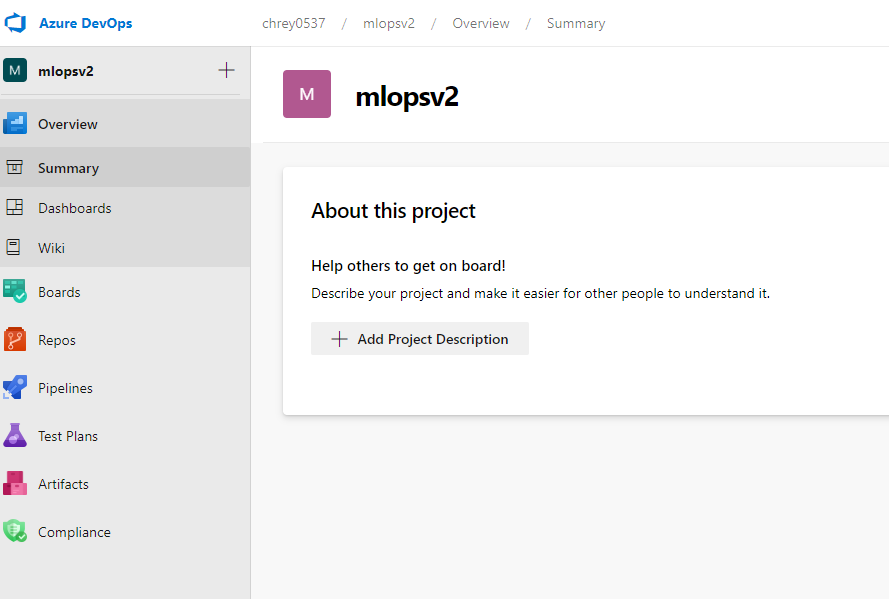 Azure DevOps
chrey0537 / mlopsv2 / Overview / Summary
M mlopsv2 +
M mlopsv2
Overview
Summary
Dashboards
Wiki
Boards
Repos
Pipelines
Test Plans
Artifacts
Compliance
About this project
Help others to get on board!
Describe your project and make it easier for other people to understand it.
+ Add Project Description